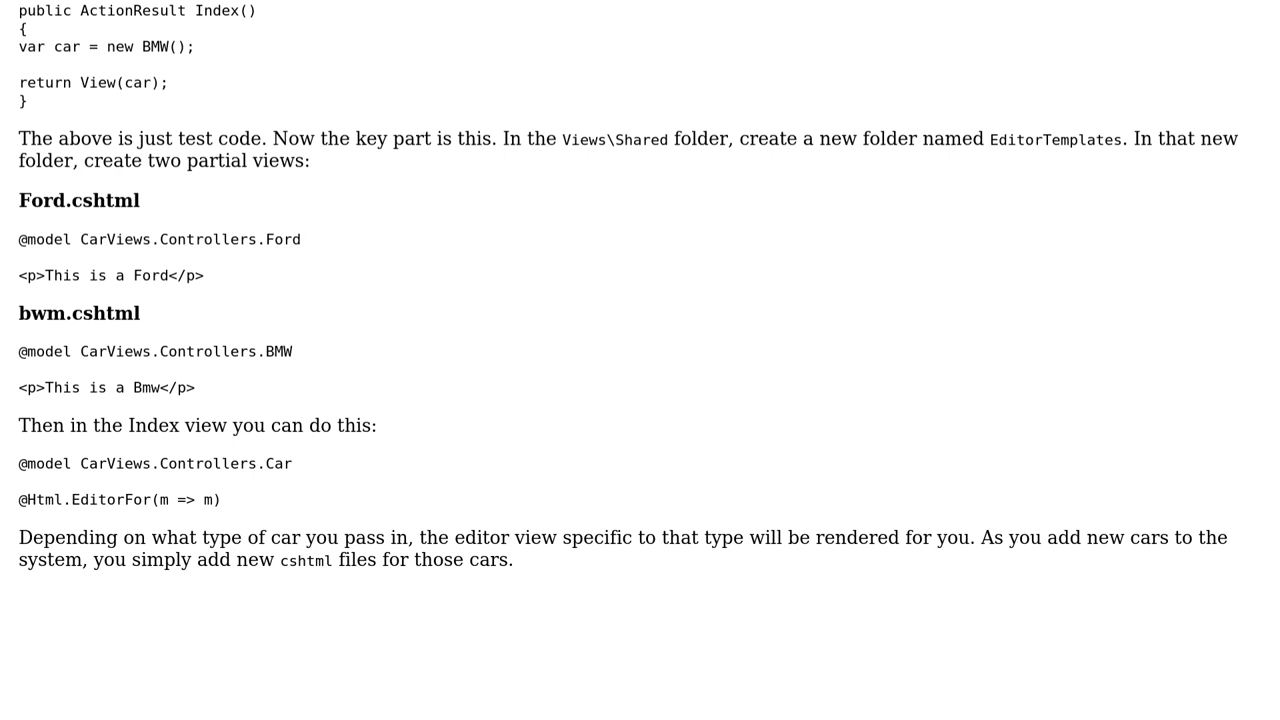 public ActionResult Index()
{
var car = new BMW();
return View(car);
}
The above is just test code. Now the key part is this. In the Views\Shared folder, create a new folder named EditorTemplates. In that new
folder, create two partial views:
Ford.cshtml
@model CarViews.Controllers.Ford
<p>This is a Ford</p>
bwm.cshtml
@model CarViews.Controllers.BMW
<p>This is a Bmw</p>
Then in the Index view you can do this:
@model CarViews.Controllers.Car
@Html.EditorFor(m => m)
Depending on what type of car you pass in, the editor view specific to that type will be rendered for you. As you add new cars to the
system, you simply add new cshtml files for those cars.